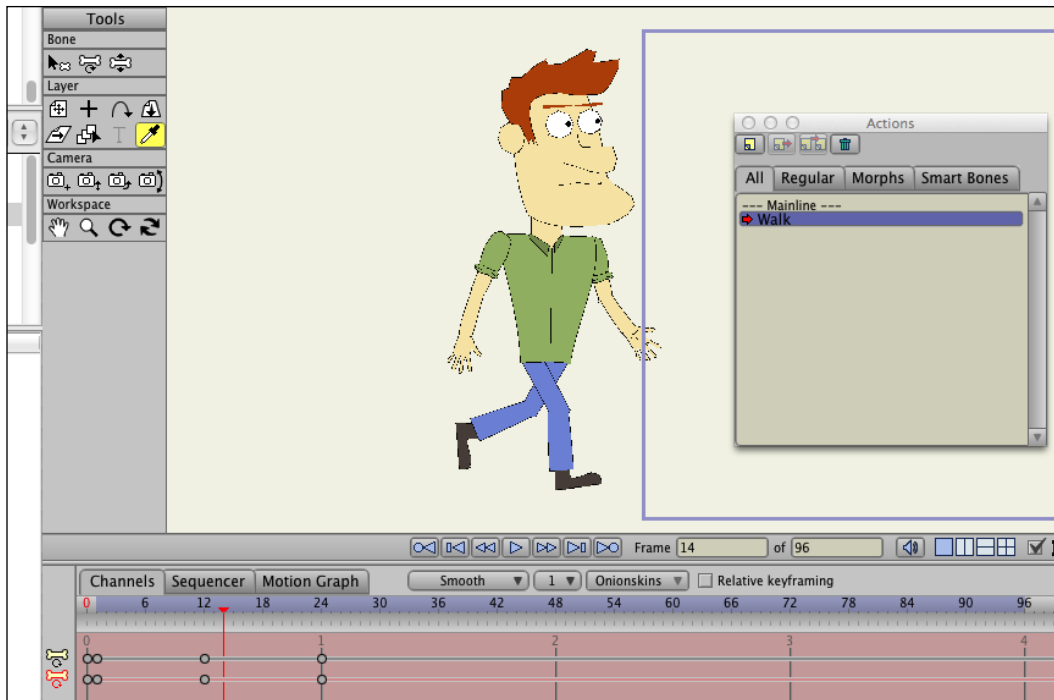 Tools
Bone
Layer
T
Camera
Workspace
Actions
All Regular Morphs Smart Bones
--- Mainline ---
Walk
Frame 14 of 96
Channels Sequencer Motion Graph Smooth 1 Onionskins Relative keyframing
0 6 12 18 24 30 36 42 48 54 60 66 72 78 84 90 96
0 1 2 3 4